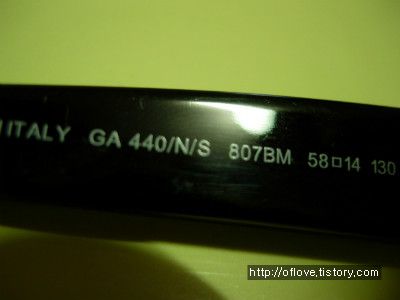 ITALY GA 440/N/S 807BM 58□14 130
http://oflove.tistory.com